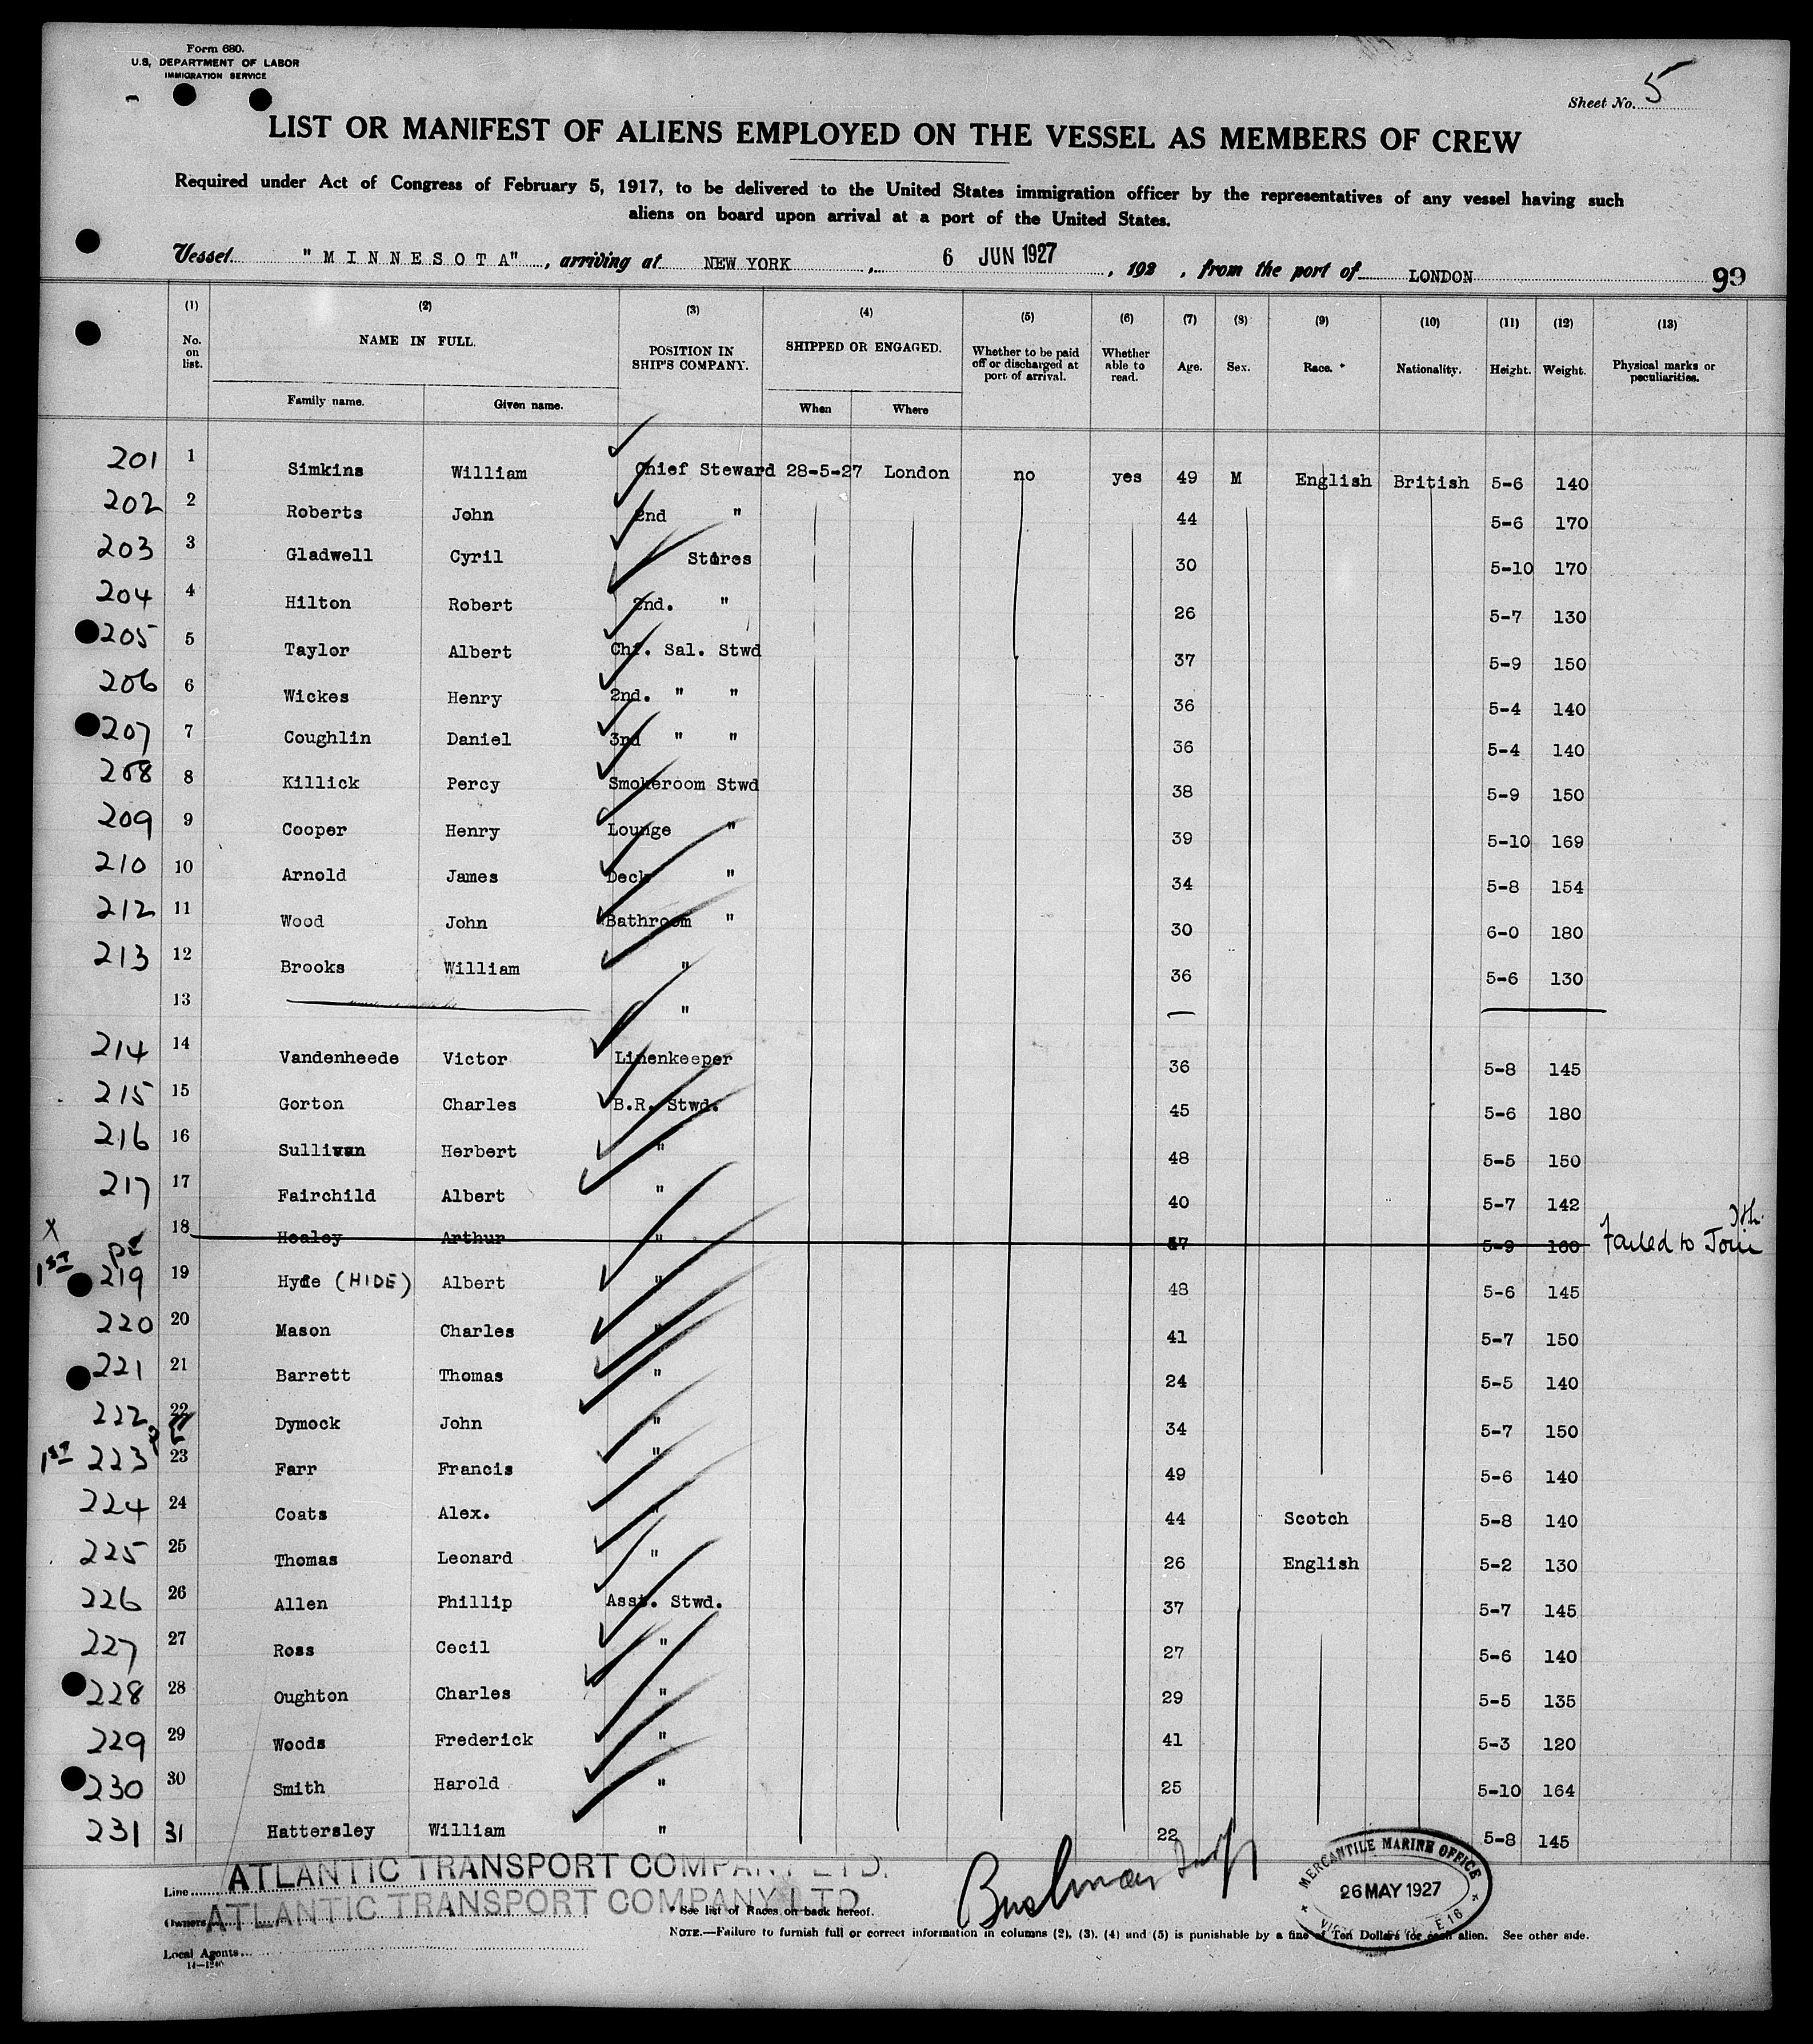 Form 680.
U.S. DEPARTMENT OF LABOR
IMMIGRATION SERVICE
Sheet No. 5
LIST OR MANIFEST OF ALIENS EMPLOYED ON THE VESSEL AS MEMBERS OF CREW
Required under Act of Congress of February 5, 1917, to be delivered to the United States immigration officer by the representatives of any vessel having such
aliens on board upon arrival at a port of the United States.
Vessel "MINNESOTA", arriving at NEW YORK, 6 JUN 1927, 192 , from the port of LONDON 99
(1) (2) (3) (4) (5) (6) (7) (8) (9) (10) (11) (12) (13)
No. on list. NAME IN FULL. POSITION IN SHIP'S COMPANY. SHIPPED OR ENGAGED. Whether to be paid off or discharged at port of arrival. Whether able to read. Age. Sex. Race. * Nationality. Height. Weight. Physical marks or peculiarities.
Family name. Given name. When Where
201 1 Simkins William Chief Steward 28-5-27 London no yes 49 M English British 5-6 140
202 2 Roberts John 2nd " 44 5-6 170
203 3 Gladwell Cyril Stores 30 5-10 170
204 4 Hilton Robert 2nd. " 26 5-7 130
205 5 Taylor Albert Chf. Sal. Stwd 37 5-9 150
206 6 Wickes Henry 2nd. " " 36 5-4 140
207 7 Coughlin Daniel 3rd " " 36 5-4 140
208 8 Killick Percy Smokeroom Stwd 38 5-9 150
209 9 Cooper Henry Lounge " 39 5-10 169
210 10 Arnold James Deck " 34 5-8 154
212 11 Wood John Bathroom " 30 6-0 180
213 12 Brooks William " 36 5-6 130
13 "
214 14 Vandenheede Victor Linenkeeper 36 5-8 145
215 15 Gorton Charles B.R. Stwd. 45 5-6 180
216 16 Sullivan Herbert " 48 5-5 150
217 17 Fairchild Albert " 40 5-7 142
X 18 Healey Arthur " 5-9 160 Failed to Join
1st 219 19 Hyde (HIDE) Albert " 48 5-6 145
220 20 Mason Charles " 41 5-7 150
221 21 Barrett Thomas " 24 5-5 140
222 22 Dymock John " 34 5-7 150
1st 223 23 Farr Francis " 49 5-6 140
224 24 Coats Alex. " 44 Scotch 5-8 140
225 25 Thomas Leonard " 26 English 5-2 130
226 26 Allen Phillip Asst. Stwd. 37 5-7 145
227 27 Ross Cecil " 27 5-6 140
228 28 Oughton Charles " 29 5-5 135
229 29 Woods Frederick " 41 5-3 120
230 30 Smith Harold " 25 5-10 164
231 31 Hattersley William " 22 5-8 145
Line ATLANTIC TRANSPORT COMPANY LTD.
Owners ATLANTIC TRANSPORT COMPANY LTD.
Local Agents
14-1240
* See list of Races on back hereof.
NOTE.—Failure to furnish full or correct information in columns (2), (3), (4) and (5) is punishable by a fine of Ten Dollars for each alien. See other side.
MERCANTILE MARINE OFFICE
26 MAY 1927
E 16